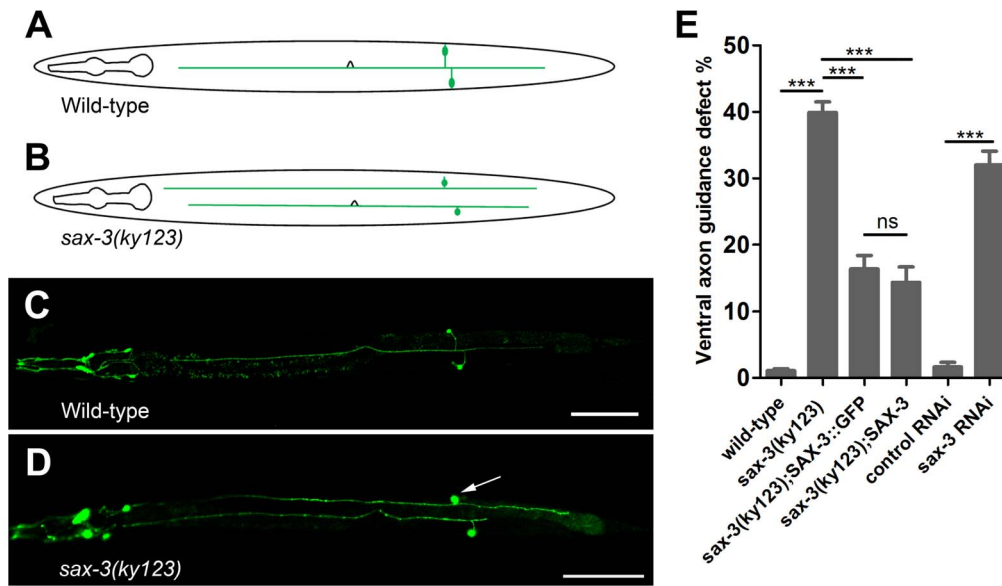 A
Wild-type
B
sax-3(ky123)
C
Wild-type
D
sax-3(ky123)
E
Ventral axon guidance defect %
50
40
30
20
10
0
***
***
***
ns
***
wild-type
sax-3(ky123)
sax-3(ky123);SAX-3::GFP
sax-3(ky123);SAX-3
control RNAi
sax-3 RNAi